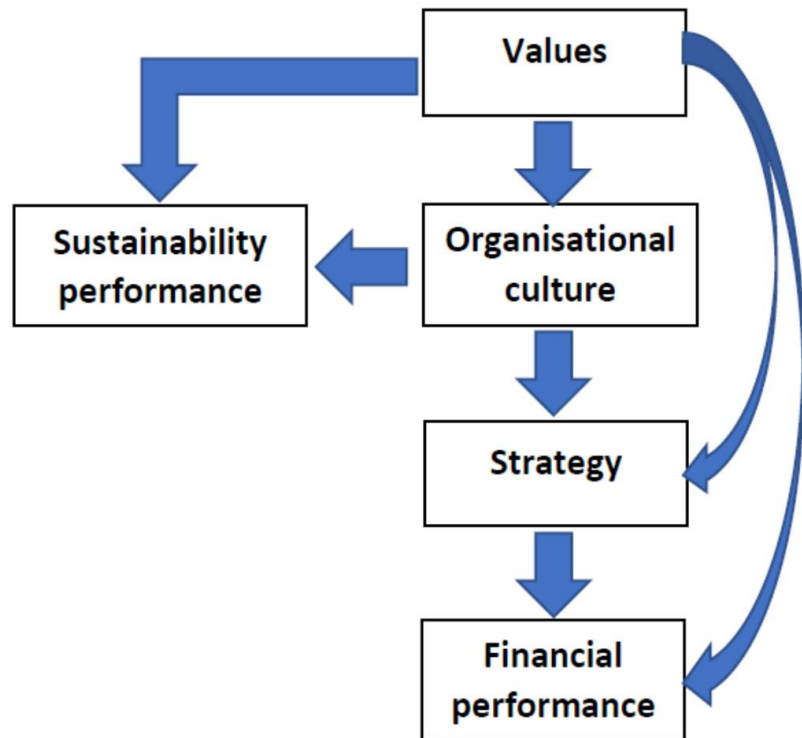 Values
Sustainability
performance
Organisational
culture
Strategy
Financial
performance